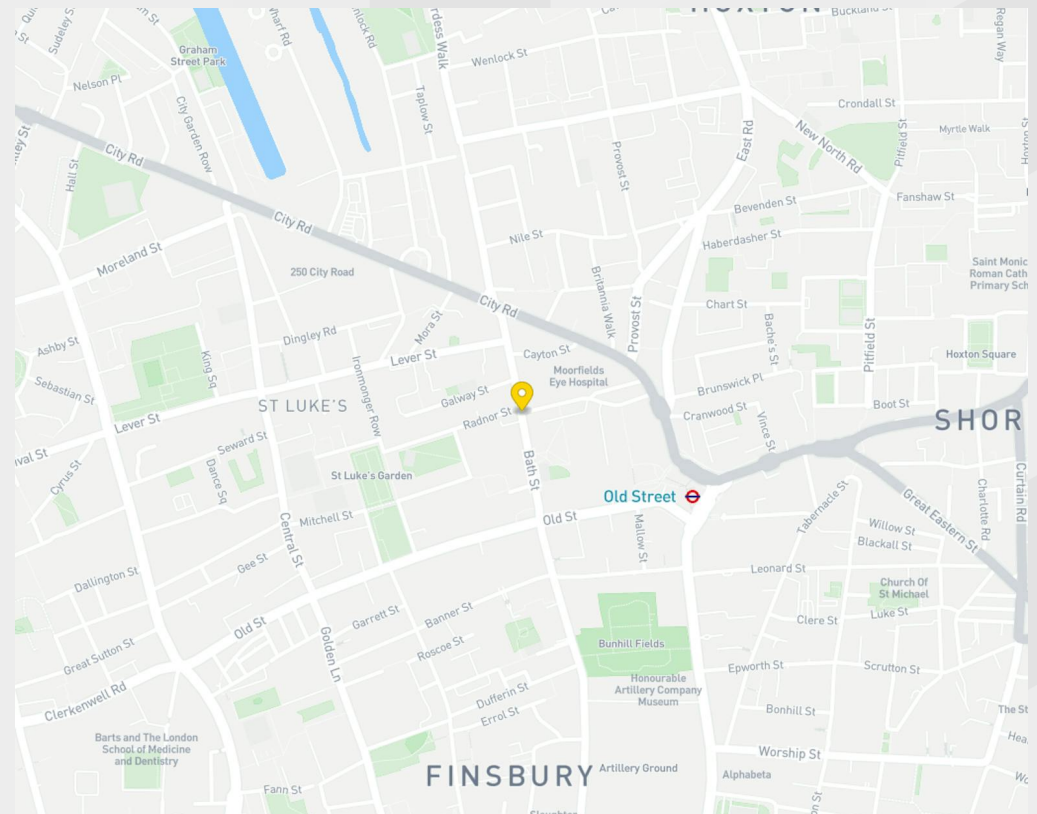 HOXTON
Buckland St
Regan Way
Sudeley S
Graham
Street Park
Wharf Rd
Wenlock St
Nelson Pl
City Garden Row
Taplow St
Crondall St
Myrtle Walk
New North Rd
Pitfield St
East Rd
Provost St
City Rd
Hall St
Fanshaw St
City Rd
Bevenden St
Nile St
Haberdasher St
Moreland St
250 City Road
Saint Monic
Roman Cath
Primary Sch
Britannia Walk
City Rd
Chart St
Provost St
Bache's St
Pitfield St
Mora St
Dingley Rd
Ashby St
King Sq
Lever St
Cayton St
Hoxton Square
Ironmonger Row
Moorfields
Eye Hospital
Sebastian St
Galway St
Brunswick Pl
ST LUKE'S
Boot St
Radnor St
Cranwood St
SHOR
Lever St
Vince St
Seward St
Bath St
Cyrus St
Dance Sq
St Luke's Garden
Old Street
Curtain Rd
Tabernacle St
Great Eastern St
Charlotte Rd
Mitchell St
Old St
Mallow St
Central St
Willow St
Blackall St
Gee St
Leonard St
Dallington St
Church Of
St Michael
Garrett St
Banner St
Luke St
Clere St
Old St
Golden Ln
Roscoe St
Bunhill Fields
Great Sutton St
Epworth St
Scrutton St
Honourable
Artillery Company
Museum
Clerkenwell Rd
Dufferin St
Errol St
Bonhill St
Barts and The London
School of Medicine
and Dentistry
Worship St
FINSBURY
Artillery Ground
Alphabeta
Fann St